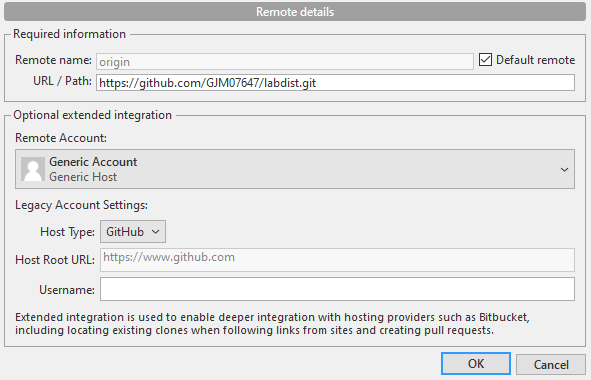 Remote details
Required information
Remote name: origin Default remote
URL / Path: https://github.com/GJM07647/labdist.git
Optional extended integration
Remote Account:
Generic Account
Generic Host
Legacy Account Settings:
Host Type: GitHub
Host Root URL: https://www.github.com
Username:
Extended integration is used to enable deeper integration with hosting providers such as Bitbucket,
including locating existing clones when following links from sites and creating pull requests.
OK Cancel